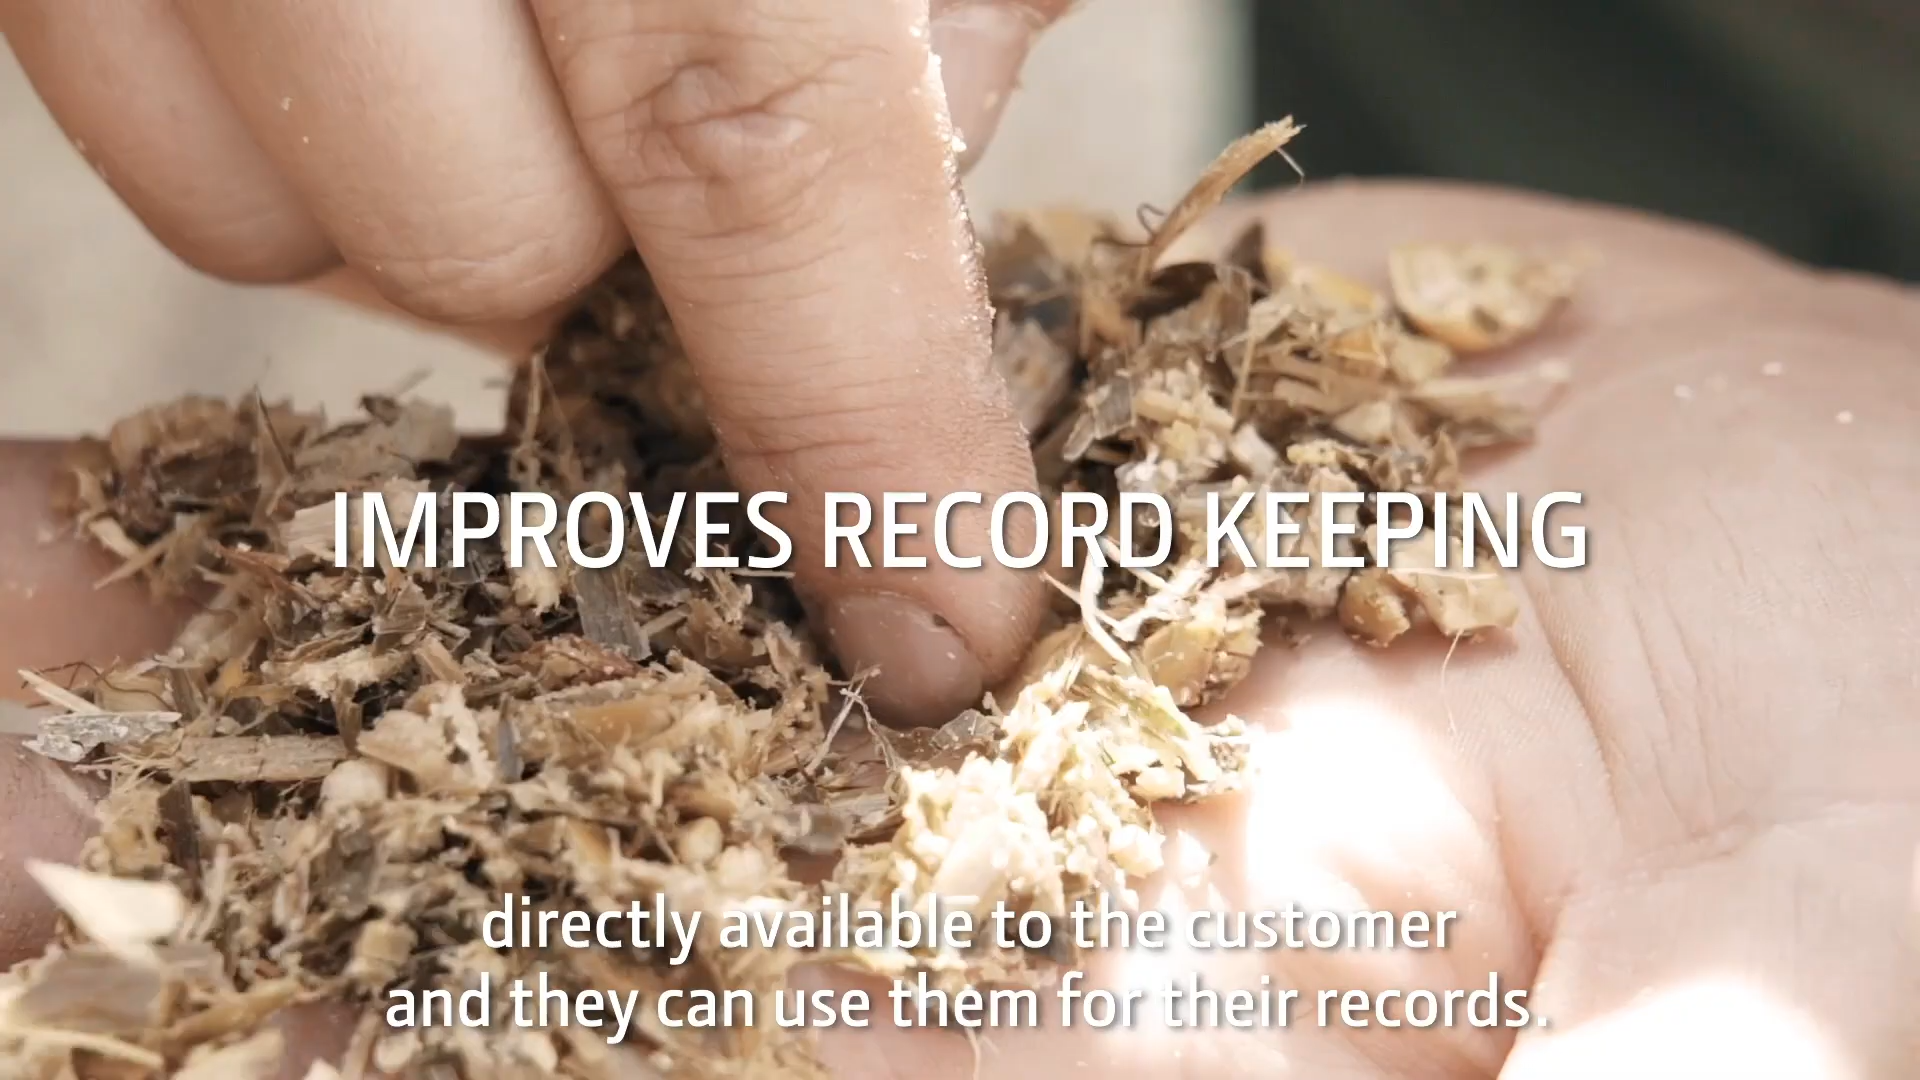 IMPROVES RECORD KEEPING
directly available to the customer
and they can use them for their records.